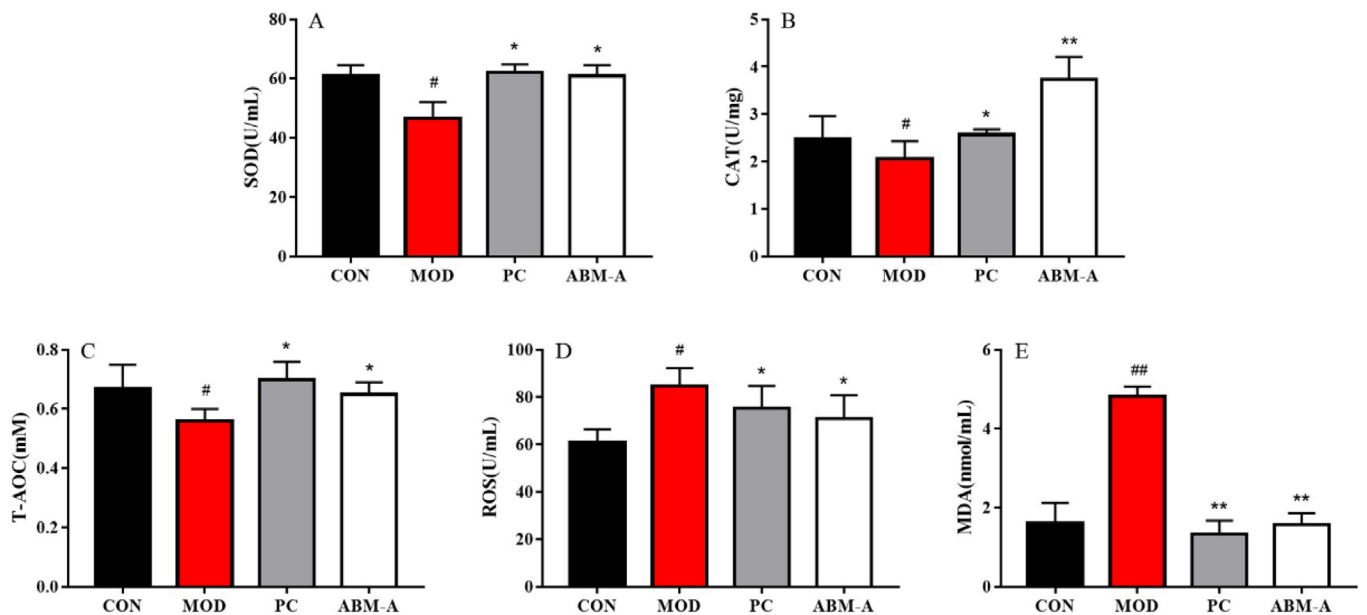 A
SOD(U/mL)
80
60
40
20
0
#
*
*
CON MOD PC ABM-A
B
CAT(U/mg)
5
4
3
2
1
0
#
*
**
CON MOD PC ABM-A
C
T-AOC(mM)
0.8
0.6
0.4
0.2
0.0
#
*
*
CON MOD PC ABM-A
D
ROS(U/mL)
100
80
60
40
20
0
#
*
*
CON MOD PC ABM-A
E
MDA(nmol/mL)
6
4
2
0
##
**
**
CON MOD PC ABM-A